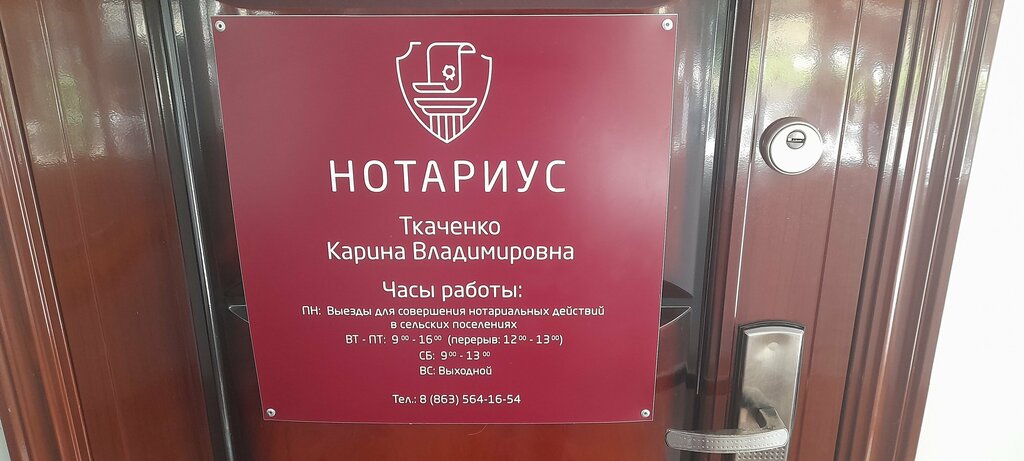 НОТАРИУС
Ткаченко
Карина Владимировна
Часы работы:
ПН: Выезды для совершения нотариальных действий
в сельских поселениях
ВТ - ПТ: 9⁰⁰ - 16⁰⁰ (перерыв: 12⁰⁰ - 13⁰⁰)
СБ: 9⁰⁰ - 13⁰⁰
ВС: Выходной
Тел.: 8 (863) 564-16-54